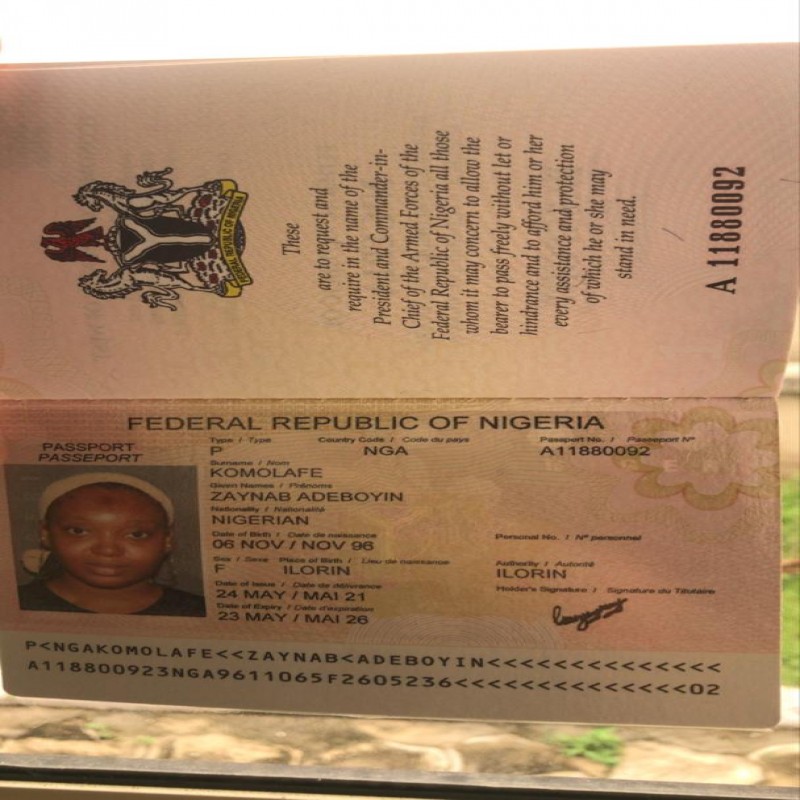 FEDERAL REPUBLIC OF NIGERIA
These
are to request and
require in the name of the
President and Commander-in-
Chief of the Armed Forces of the
Federal Republic of Nigeria all those
whom it may concern to allow the
bearer to pass freely without let or
hindrance and to afford him or her
every assistance and protection
of which he or she may
stand in need.
A 11880092
FEDERAL REPUBLIC OF NIGERIA
PASSPORT
PASSEPORT
Type / Type Country Code / Code du pays Passport No. / Passeport N°
P NGA A11880092
Surname / Nom
KOMOLAFE
Given Names / Prénoms
ZAYNAB ADEBOYIN
Nationality / Nationalité
NIGERIAN
Date of Birth / Date de naissance Personal No. / N° personnel
06 NOV / NOV 96
Sex / Sexe Place of Birth / Lieu de naissance Authority / Autorité
F ILORIN ILORIN
Date of Issue / Date de délivrance Holder's Signature / Signature du Titulaire
24 MAY / MAI 21
Date of Expiry / Date d'expiration
23 MAY / MAI 26
P<NGAKOMOLAFE<<ZAYNAB<ADEBOYIN<<<<<<<<<<<<<<
A118800923NGA9611065F2605236<<<<<<<<<<<<<<02